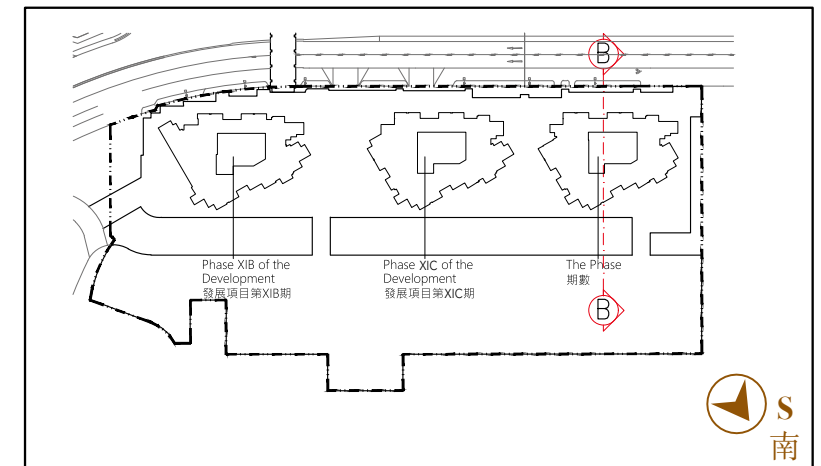 B
Phase XIB of the
Development
發展項目第XIB期
Phase XIC of the
Development
發展項目第XIC期
The Phase
期數
B
S
南